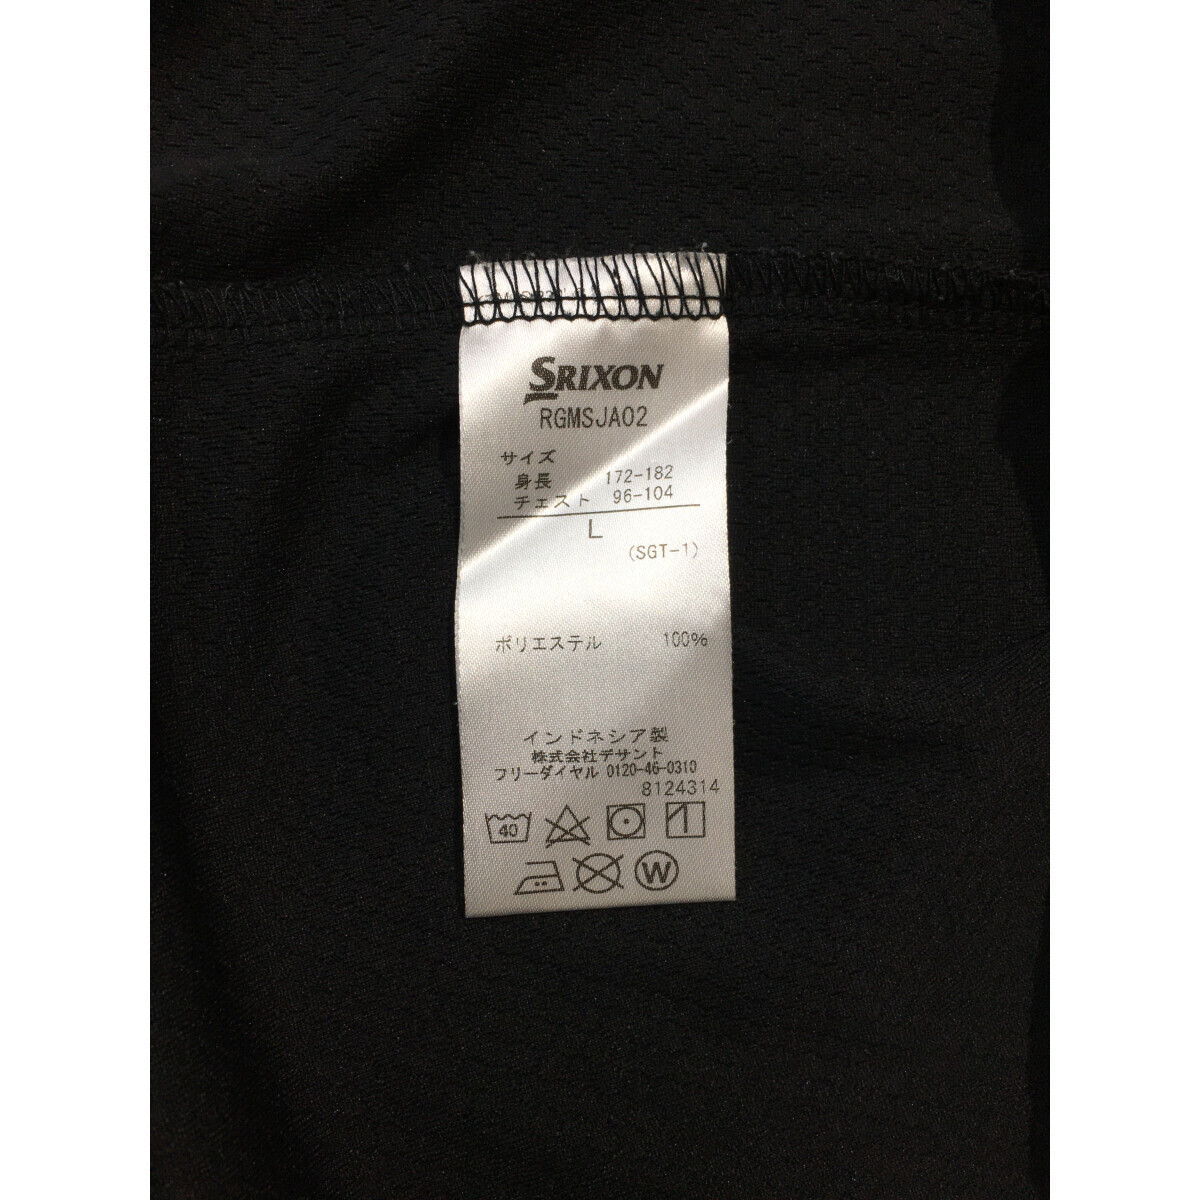 SRIXON
RGMSJA02
サイズ
身長 172-182
チェスト 96-104
L
(SGT-1)
ポリエステル 100%
インドネシア製
株式会社デサント
フリーダイヤル 0120-46-0310
8124314
40
W